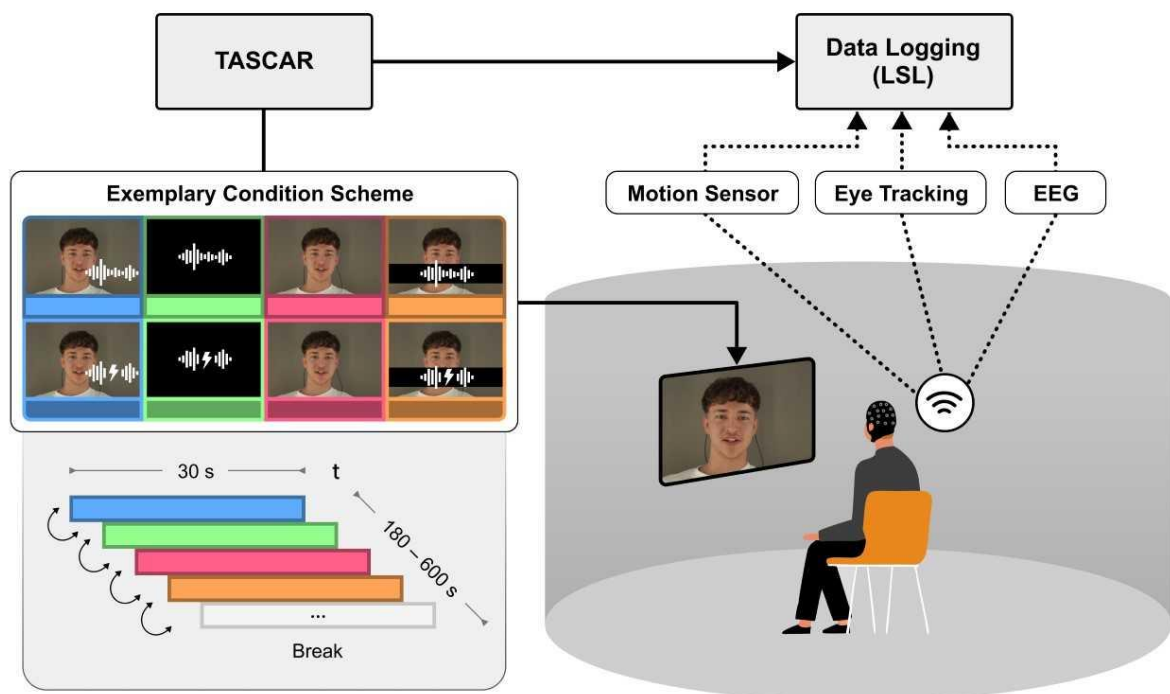 TASCAR
Data Logging
(LSL)
Exemplary Condition Scheme
Motion Sensor
Eye Tracking
EEG
30 s
t
180 – 600 s
...
Break